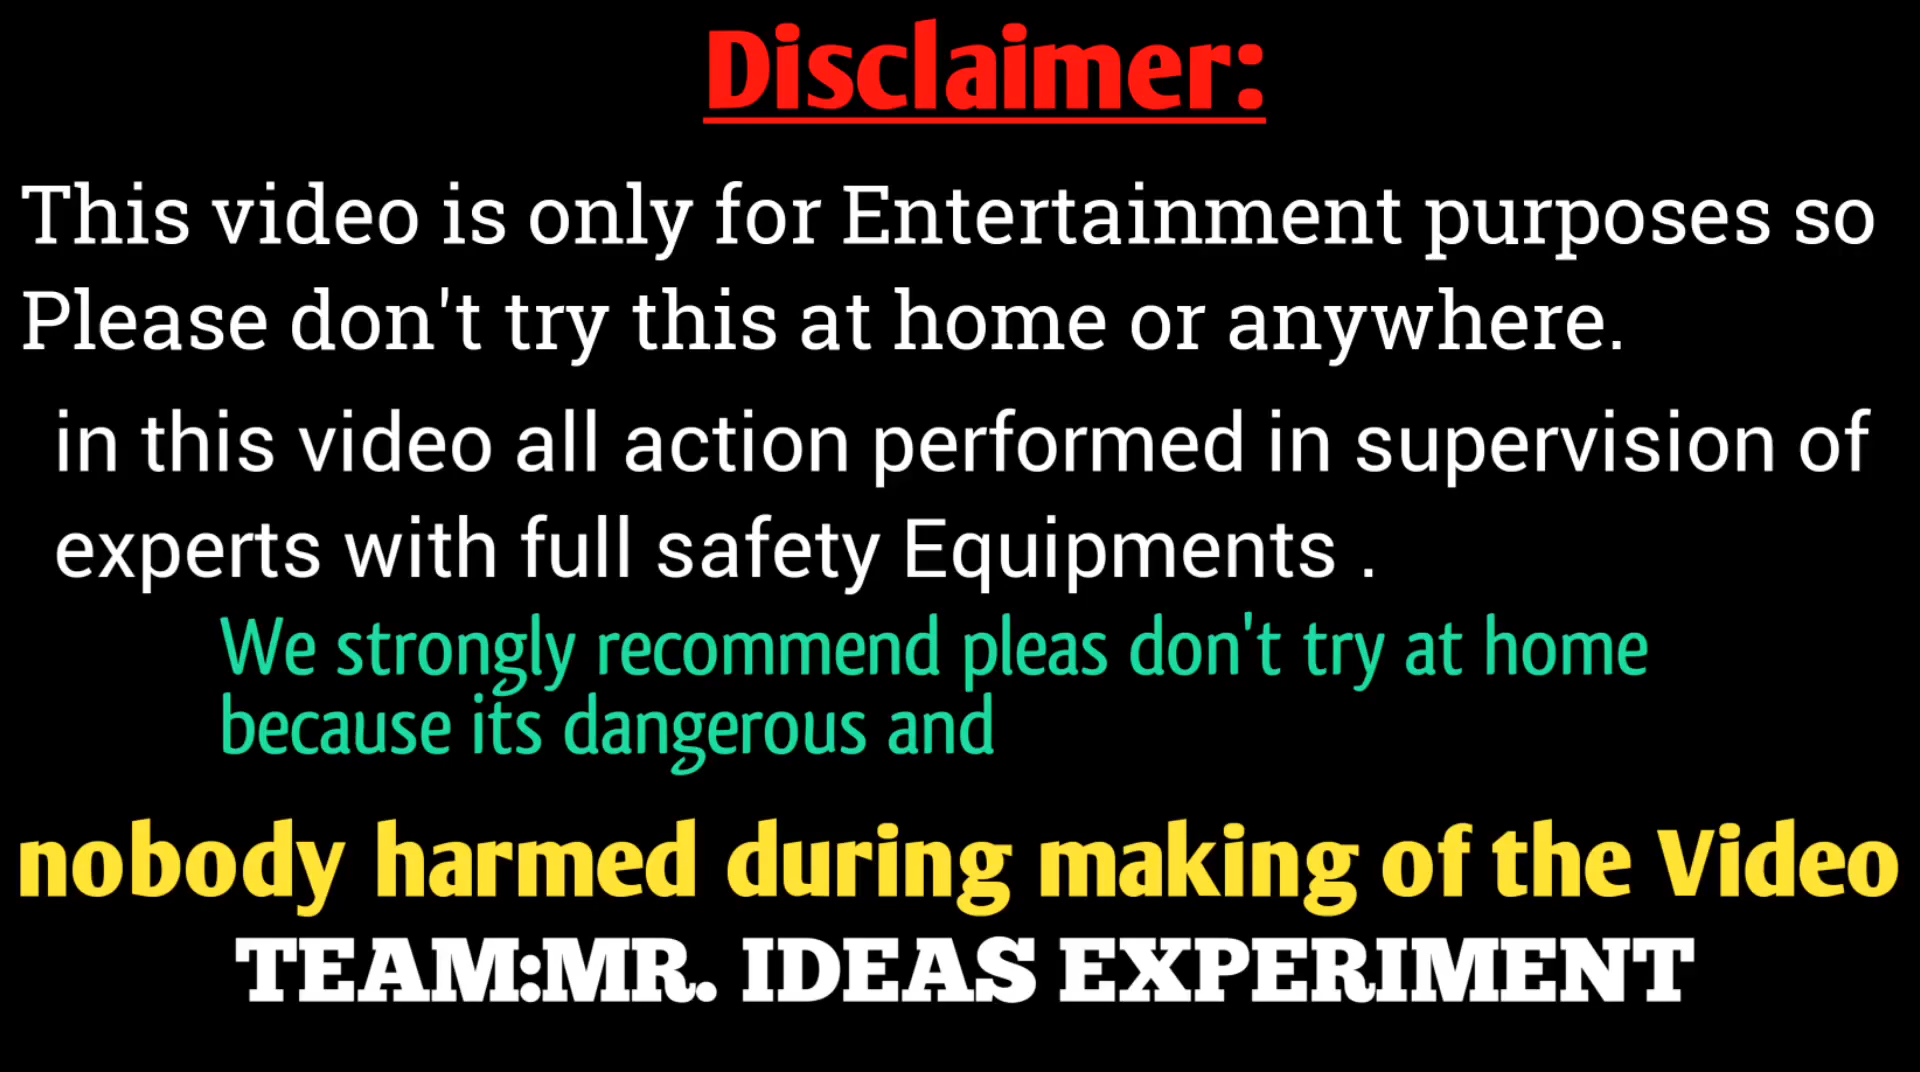 Disclaimer:
This video is only for Entertainment purposes so
Please don't try this at home or anywhere.
in this video all action performed in supervision of
experts with full safety Equipments .
We strongly recommend pleas don't try at home
because its dangerous and
nobody harmed during making of the Video
TEAM:MR. IDEAS EXPERIMENT